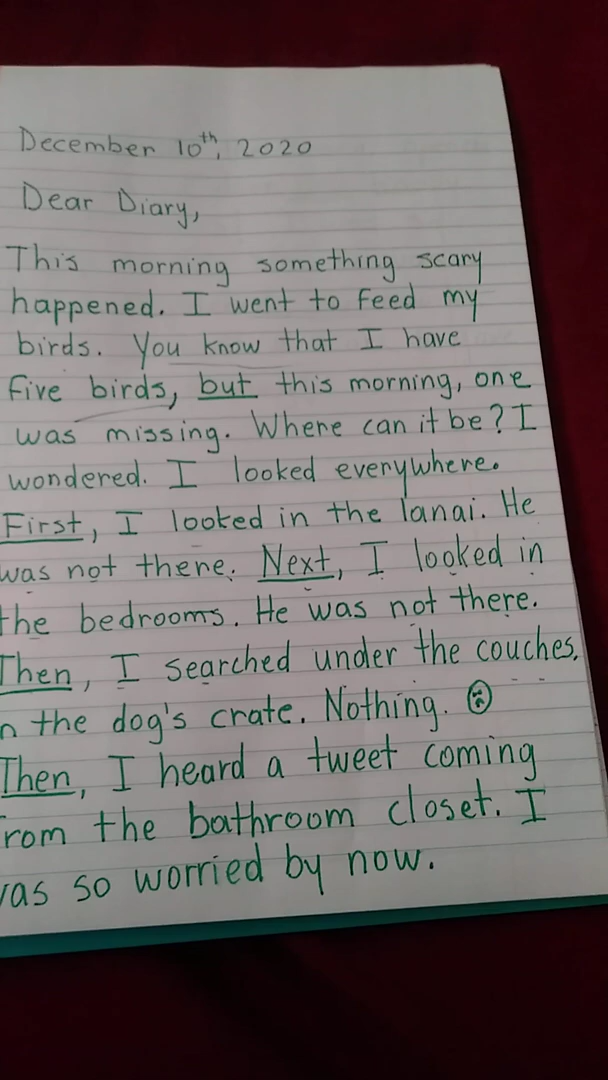 December 10th, 2020
Dear Diary,
This morning something scary
happened. I went to feed my
birds. You know that I have
five birds, but this morning, one
was missing. Where can it be? I
wondered. I looked everywhere.
First, I looked in the lanai. He
was not there. Next, I looked in
the bedrooms. He was not there.
Then, I searched under the couches,
n the dog's crate. Nothing. ☹
Then, I heard a tweet coming
rom the bathroom closet. I
was so worried by now.